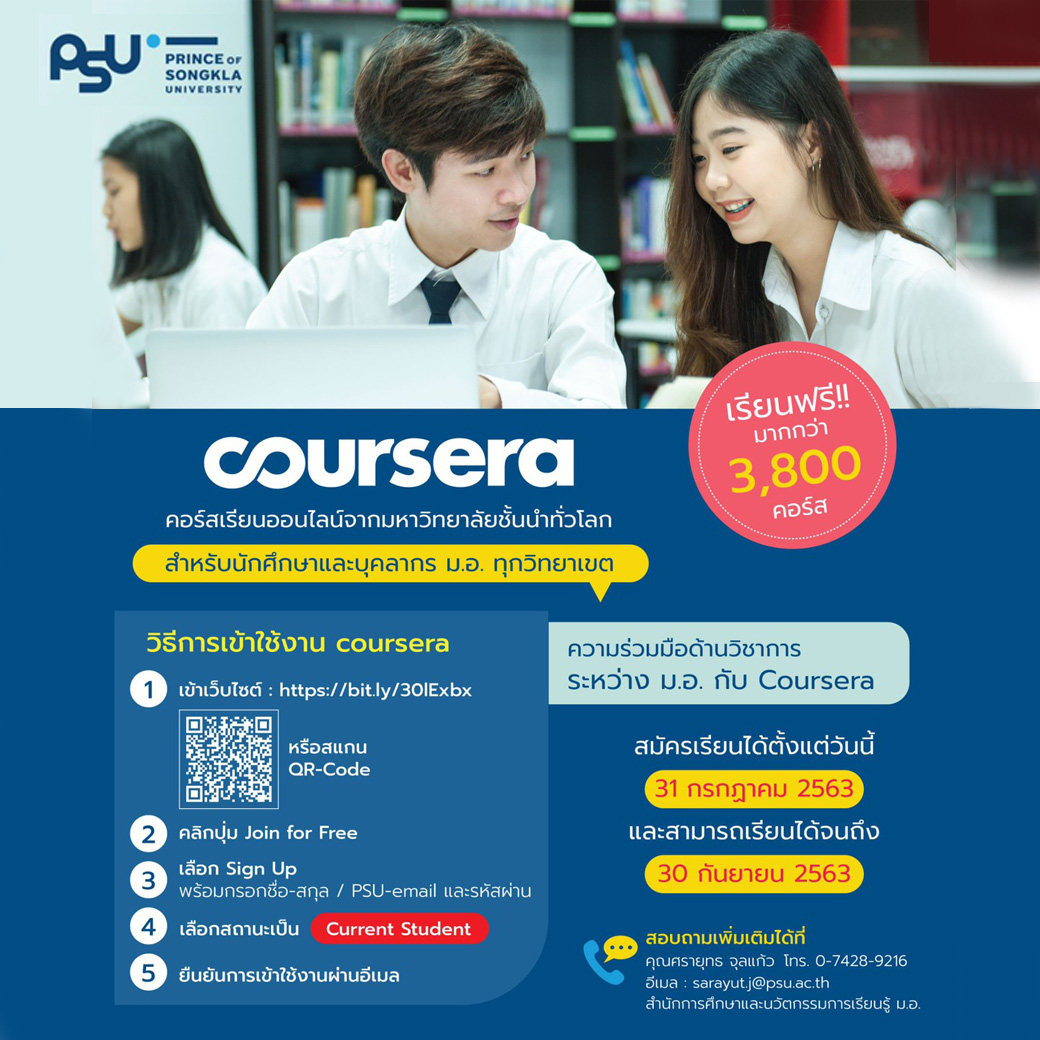 PSU
PRINCE OF
SONGKLA
UNIVERSITY
เรียนฟรี!!
มากกว่า
3,800
คอร์ส
coursera
คอร์สเรียนออนไลน์จากมหาวิทยาลัยชั้นนำทั่วโลก
สำหรับนักศึกษาและบุคลากร ม.อ. ทุกวิทยาเขต
วิธีการเข้าใช้งาน coursera
1 เข้าเว็บไซต์ : https://bit.ly/30lExbx
หรือสแกน
QR-Code
2 คลิกปุ่ม Join for Free
3 เลือก Sign Up
พร้อมกรอกชื่อ-สกุล / PSU-email และรหัสผ่าน
4 เลือกสถานะเป็น Current Student
5 ยืนยันการเข้าใช้งานผ่านอีเมล
ความร่วมมือด้านวิชาการ
ระหว่าง ม.อ. กับ Coursera
สมัครเรียนได้ตั้งแต่วันนี้
31 กรกฎาคม 2563
และสามารถเรียนได้จนถึง
30 กันยายน 2563
สอบถามเพิ่มเติมได้ที่
คุณศรายุทธ จุลแก้ว โทร. 0-7428-9216
อีเมล : sarayut.j@psu.ac.th
สำนักการศึกษาและนวัตกรรมการเรียนรู้ ม.อ.